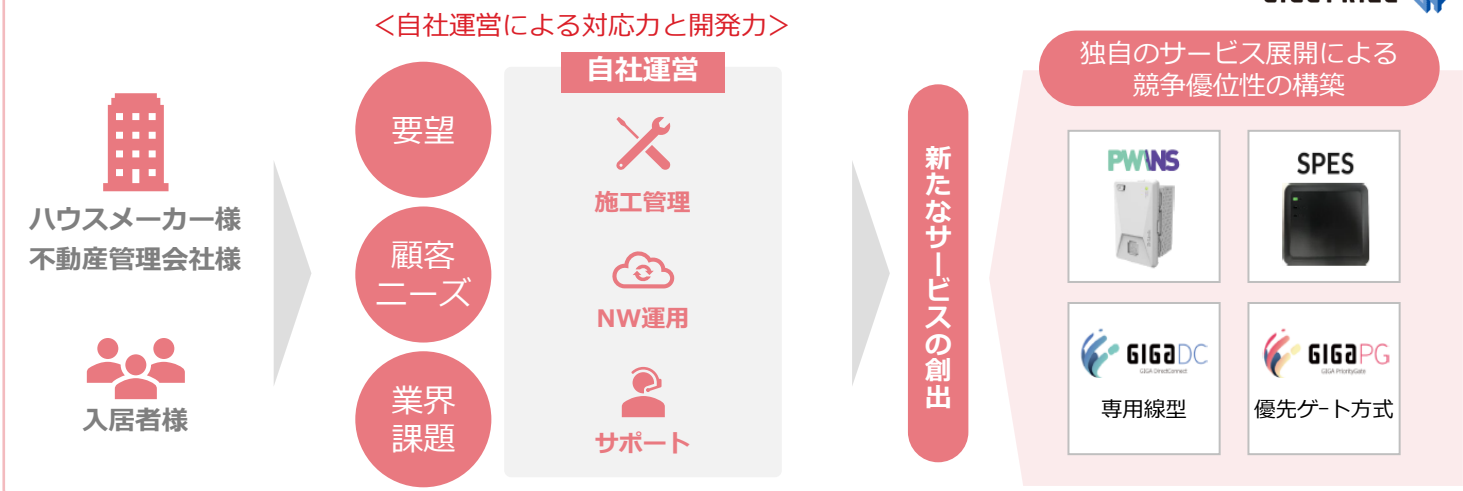 <自社運営による対応力と開発力>
ハウスメーカー様
不動産管理会社様
入居者様
要望
顧客
ニーズ
業界
課題
自社運営
施工管理
NW運用
サポート
新たなサービスの創出
独自のサービス展開による
競争優位性の構築
PWINS
SPES
GIGA DC
GIGA DirectConnect
専用線型
GIGA PG
GIGA PriorityGate
優先ゲート方式